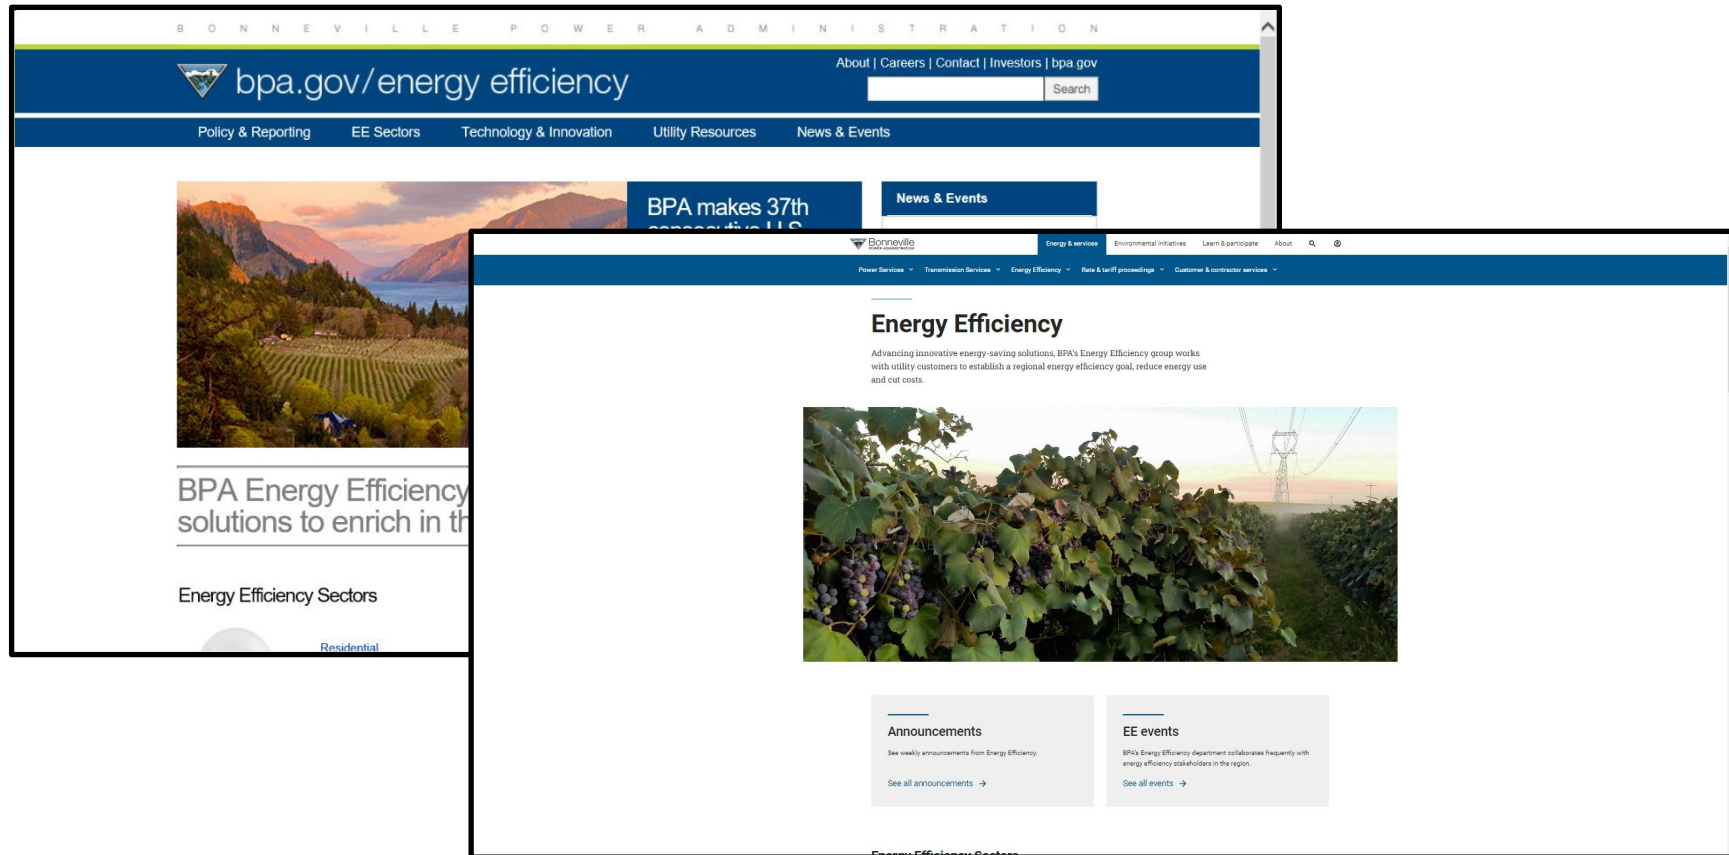 BONNEVILLE POWER ADMINISTRATION
bpa.gov/energy efficiency
About | Careers | Contact | Investors | bpa.gov
Search
Policy & Reporting EE Sectors Technology & Innovation Utility Resources News & Events
BPA makes 37th
consecutive U.S.
News & Events
BPA Energy Efficiency
solutions to enrich in th
Energy Efficiency Sectors
Residential
Bonneville
POWER ADMINISTRATION
Energy & services Environmental initiatives Learn & participate About
Power Services Transmission Services Energy Efficiency Rate & tariff proceedings Customer & contractor services
Energy Efficiency
Advancing innovative energy-saving solutions, BPA's Energy Efficiency group works
with utility customers to establish a regional energy efficiency goal, reduce energy use
and cut costs.
Announcements
See weekly announcements from Energy Efficiency.
See all announcements →
EE events
BPA's Energy Efficiency department collaborates frequently with
energy efficiency stakeholders in the region.
See all events →
Energy Efficiency Sectors